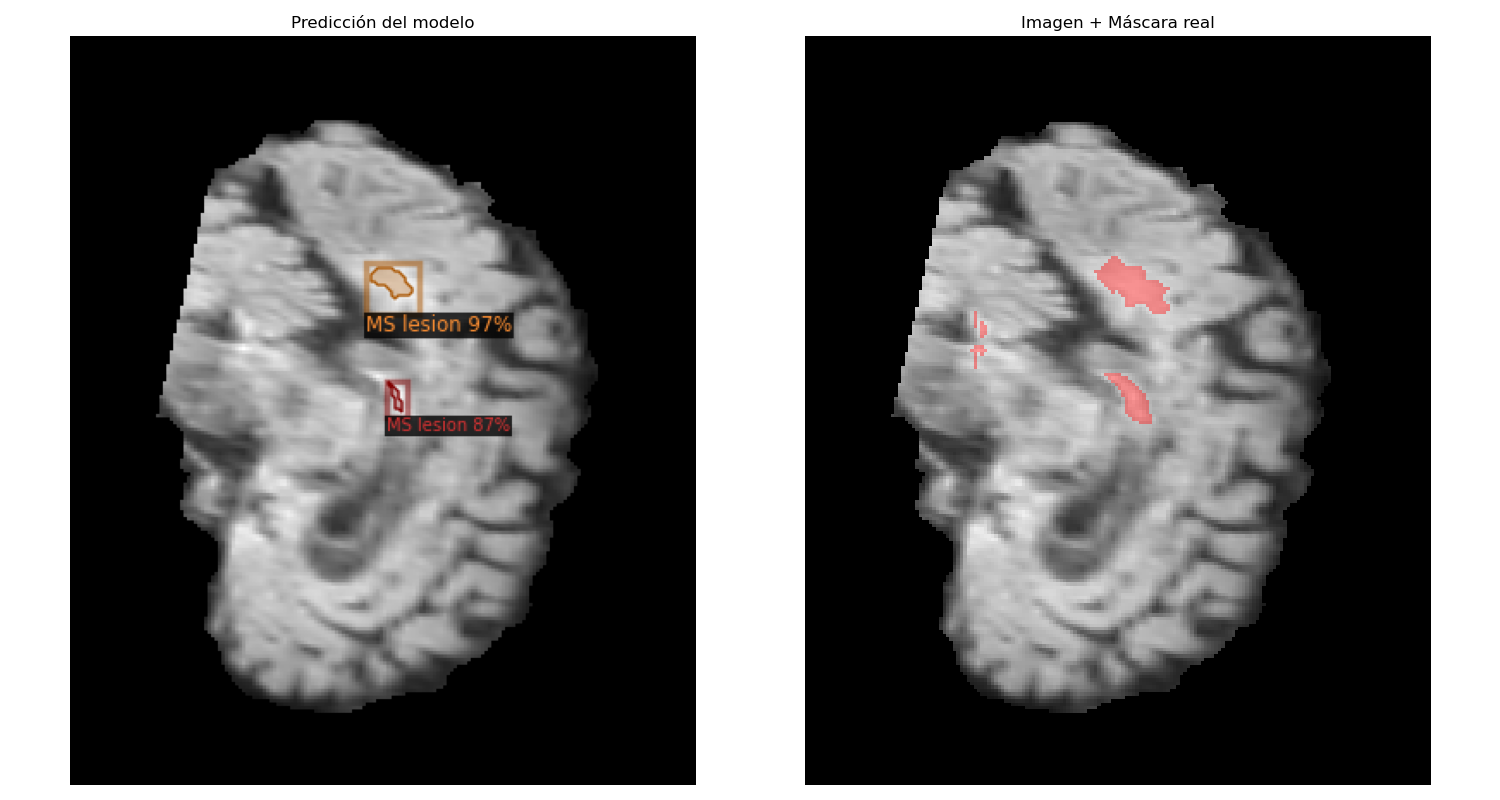 Predicción del modelo
Imagen + Máscara real
MS lesion 97%
MS lesion 87%